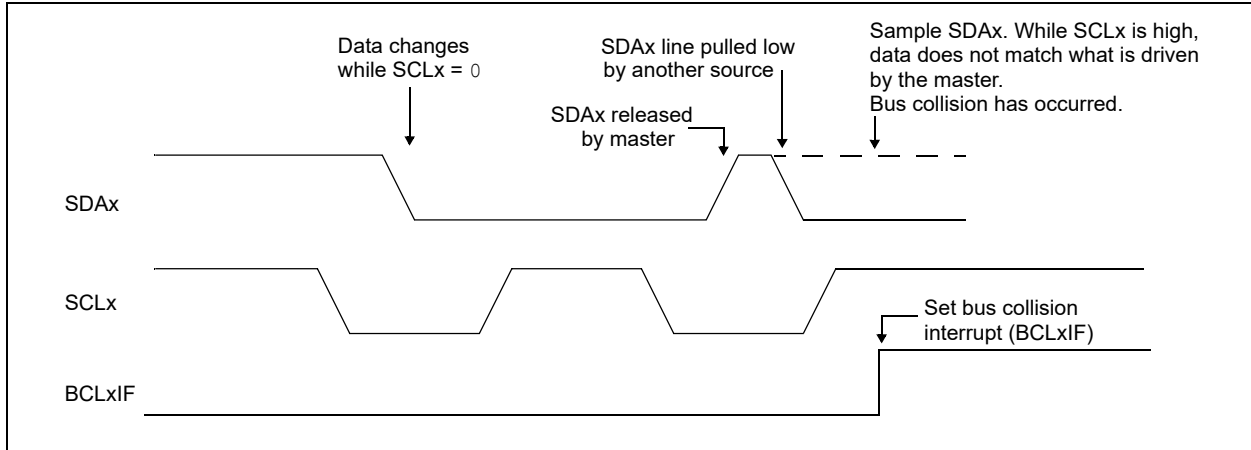 Data changes
while SCLx = 0
SDAx line pulled low
by another source
SDAx released
by master
Sample SDAx. While SCLx is high,
data does not match what is driven
by the master.
Bus collision has occurred.
SDAx
SCLx
Set bus collision
interrupt (BCLxIF)
BCLxIF